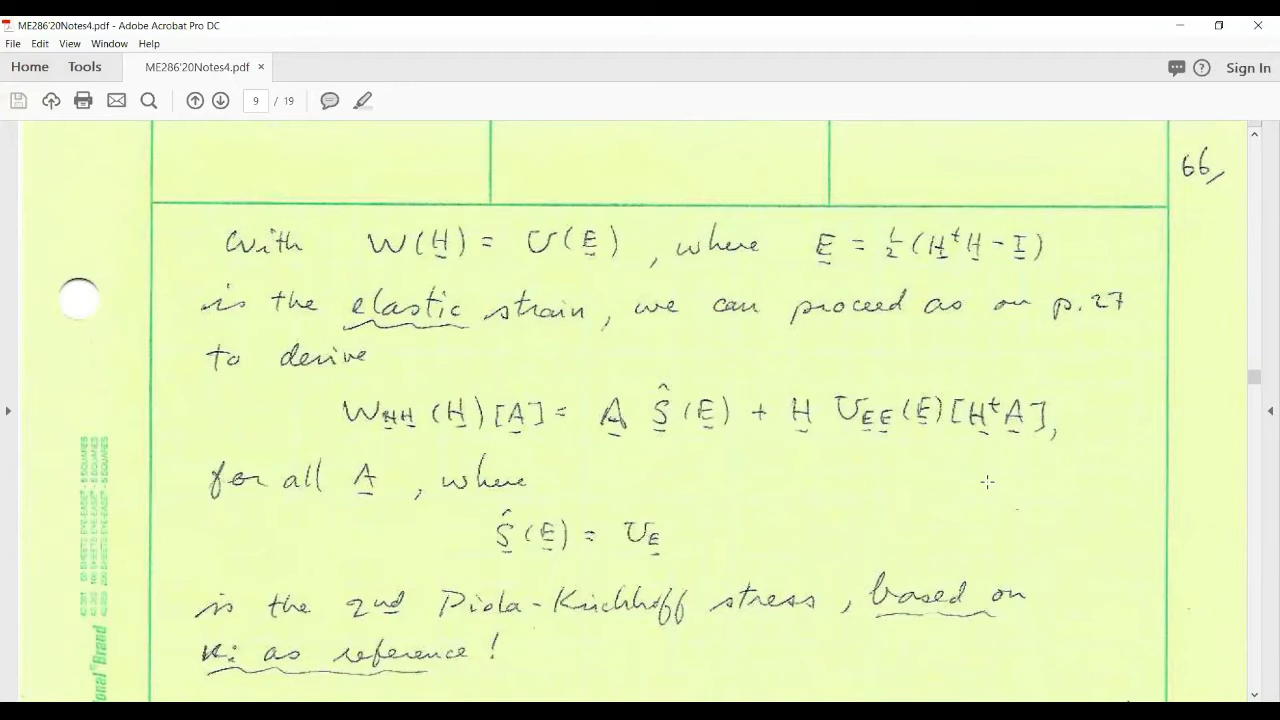 ME286'20Notes4.pdf - Adobe Acrobat Pro DC
File Edit View Window Help
Home Tools ME286'20Notes4.pdf × Sign In
9 / 19
66/
With W(H) = U(E), where E = ½(HᵗH - I)
is the elastic strain, we can proceed as on p.27
to derive
W_HH(H)[A] = A Ŝ(E) + H U_EE(E)[HᵗA],
for all A, where
Ŝ(E) = U_E
is the 2nd Piola-Kirchhoff stress, based on
κᵢ as reference!